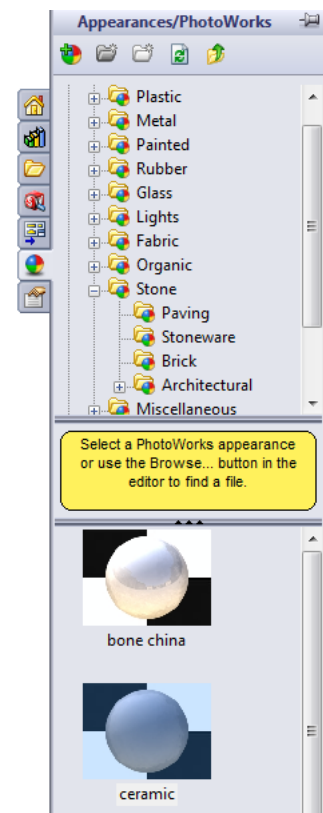 Appearances/PhotoWorks
Plastic
Metal
Painted
Rubber
Glass
Lights
Fabric
Organic
Stone
Paving
Stoneware
Brick
Architectural
Miscellaneous
Select a PhotoWorks appearance
or use the Browse... button in the
editor to find a file.
bone china
ceramic